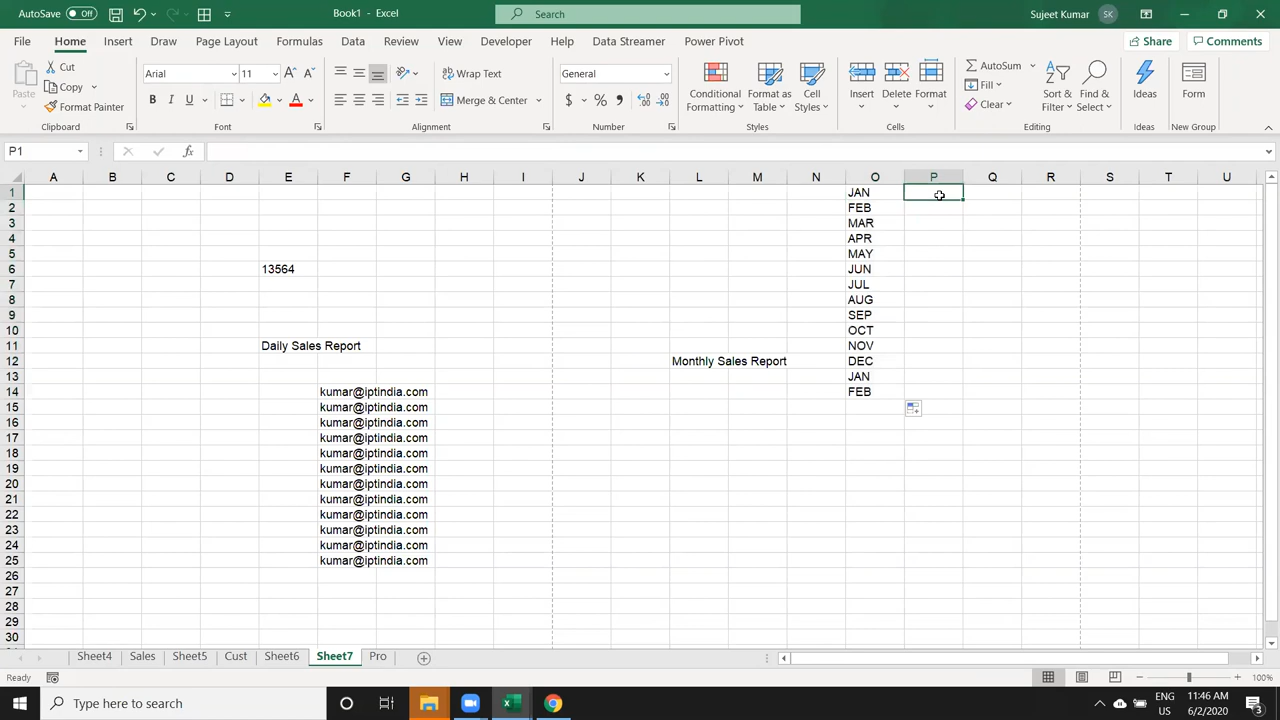 AutoSave Off Book1 - Excel Search Sujeet Kumar SK
File Home Insert Draw Page Layout Formulas Data Review View Developer Help Data Streamer Power Pivot Share Comments
Paste Cut Copy Format Painter Clipboard
Arial 11 B I U A Font
Wrap Text Merge & Center Alignment
General $ % Number
Conditional Formatting Format as Table Cell Styles Styles
Insert Delete Format Cells
AutoSum Fill Clear Sort & Filter Find & Select Editing
Ideas Ideas
Form New Group
P1 fx
A B C D E F G H I J K L M N O P Q R S T U
1 JAN
2 FEB
3 MAR
4 APR
5 MAY
6 13564 JUN
7 JUL
8 AUG
9 SEP
10 OCT
11 Daily Sales Report NOV
12 Monthly Sales Report DEC
13 JAN
14 kumar@iptindia.com FEB
15 kumar@iptindia.com
16 kumar@iptindia.com
17 kumar@iptindia.com
18 kumar@iptindia.com
19 kumar@iptindia.com
20 kumar@iptindia.com
21 kumar@iptindia.com
22 kumar@iptindia.com
23 kumar@iptindia.com
24 kumar@iptindia.com
25 kumar@iptindia.com
26
27
28
29
30
Sheet4 Sales Sheet5 Cust Sheet6 Sheet7 Pro
Ready 100%
Type here to search ENG US 11:46 AM 6/2/2020 3